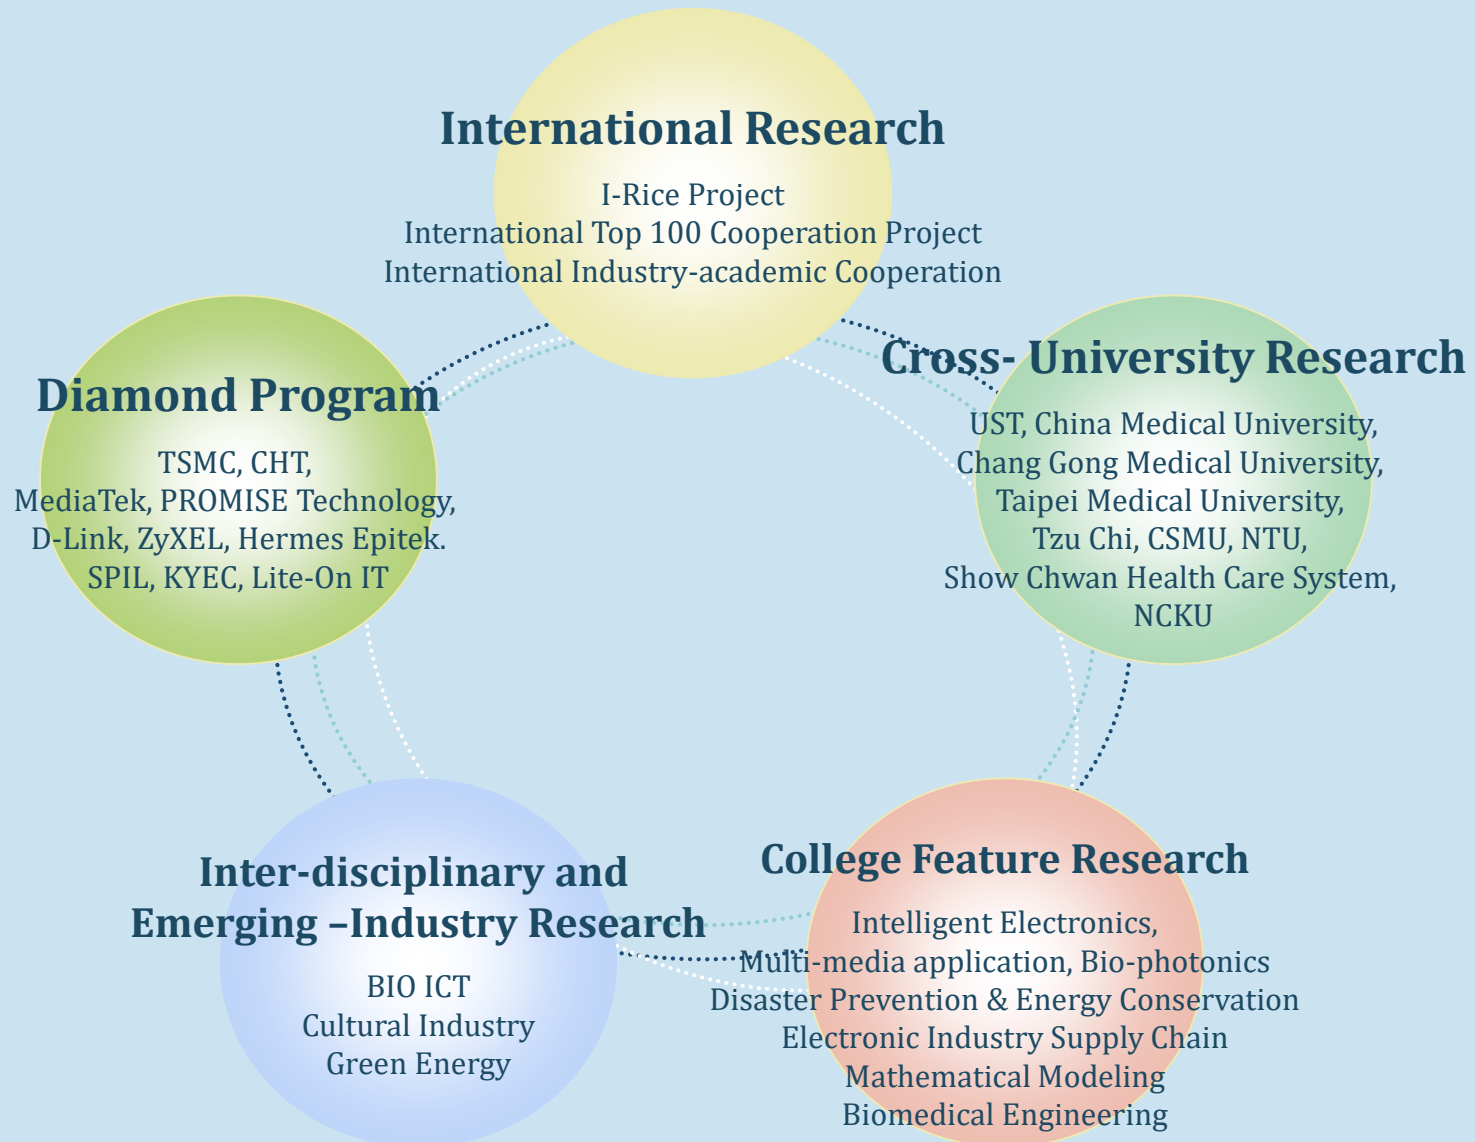 International Research
I-Rice Project
International Top 100 Cooperation Project
International Industry-academic Cooperation
Diamond Program
TSMC, CHT,
MediaTek, PROMISE Technology,
D-Link, ZyXEL, Hermes Epitek.
SPIL, KYEC, Lite-On IT
Cross- University Research
UST, China Medical University,
Chang Gong Medical University,
Taipei Medical University,
Tzu Chi, CSMU, NTU,
Show Chwan Health Care System,
NCKU
Inter-disciplinary and
Emerging –Industry Research
BIO ICT
Cultural Industry
Green Energy
College Feature Research
Intelligent Electronics,
Multi-media application, Bio-photonics
Disaster Prevention & Energy Conservation
Electronic Industry Supply Chain
Mathematical Modeling
Biomedical Engineering